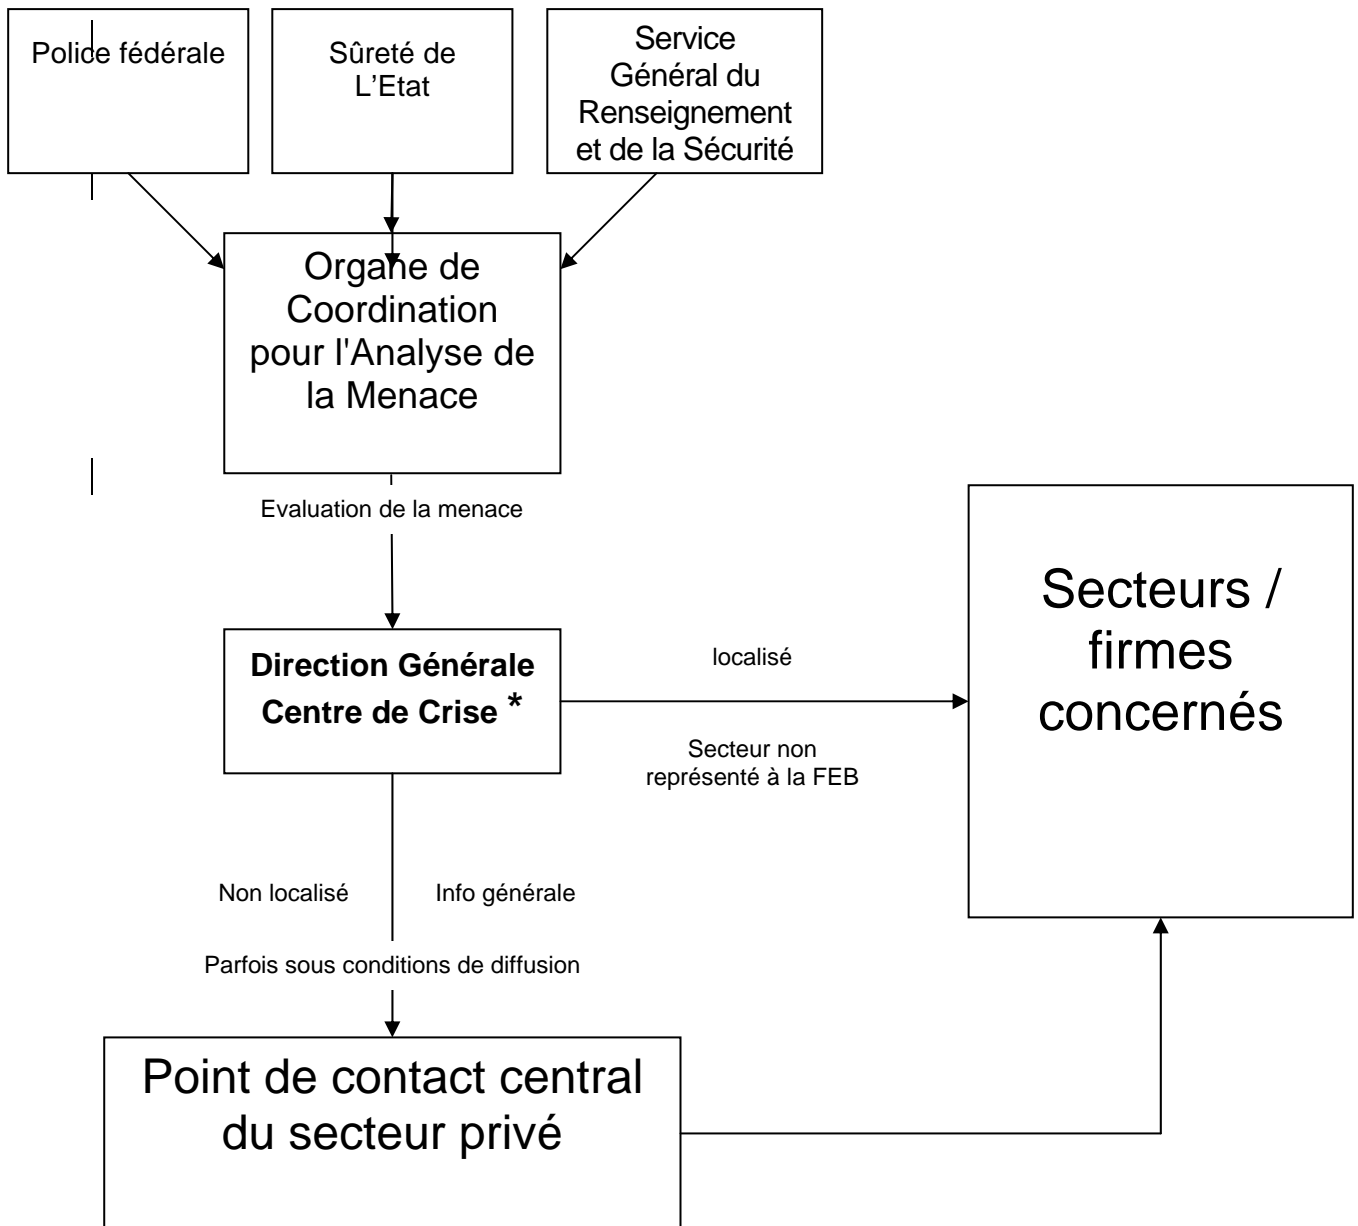 Police fédérale
Sûreté de
L'Etat
Service
Général du
Renseignement
et de la Sécurité
Organe de
Coordination
pour l'Analyse de
la Menace
Evaluation de la menace
Direction Générale
Centre de Crise *
localisé
Secteur non
représenté à la FEB
Secteurs /
firmes
concernés
Non localisé
Info générale
Parfois sous conditions de diffusion
Point de contact central
du secteur privé